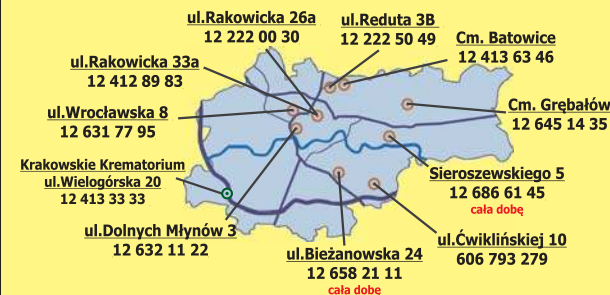 ul.Rakowicka 26a
12 222 00 30
ul.Reduta 3B
12 222 50 49
Cm. Batowice
12 413 63 46
ul.Rakowicka 33a
12 412 89 83
Cm. Grębałów
12 645 14 35
ul.Wrocławska 8
12 631 77 95
Krakowskie Krematorium
ul.Wielogórska 20
12 413 33 33
Sieroszewskiego 5
12 686 61 45
cała dobę
ul.Dolnych Młynów 3
12 632 11 22
ul.Bieżanowska 24
12 658 21 11
cała dobę
ul.Ćwiklińskiej 10
606 793 279